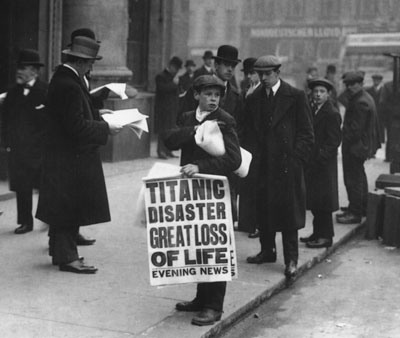 NORDDEUTSCHER LLOYD
TITANIC
DISASTER
GREAT LOSS
OF LIFE
EVENING NEWS